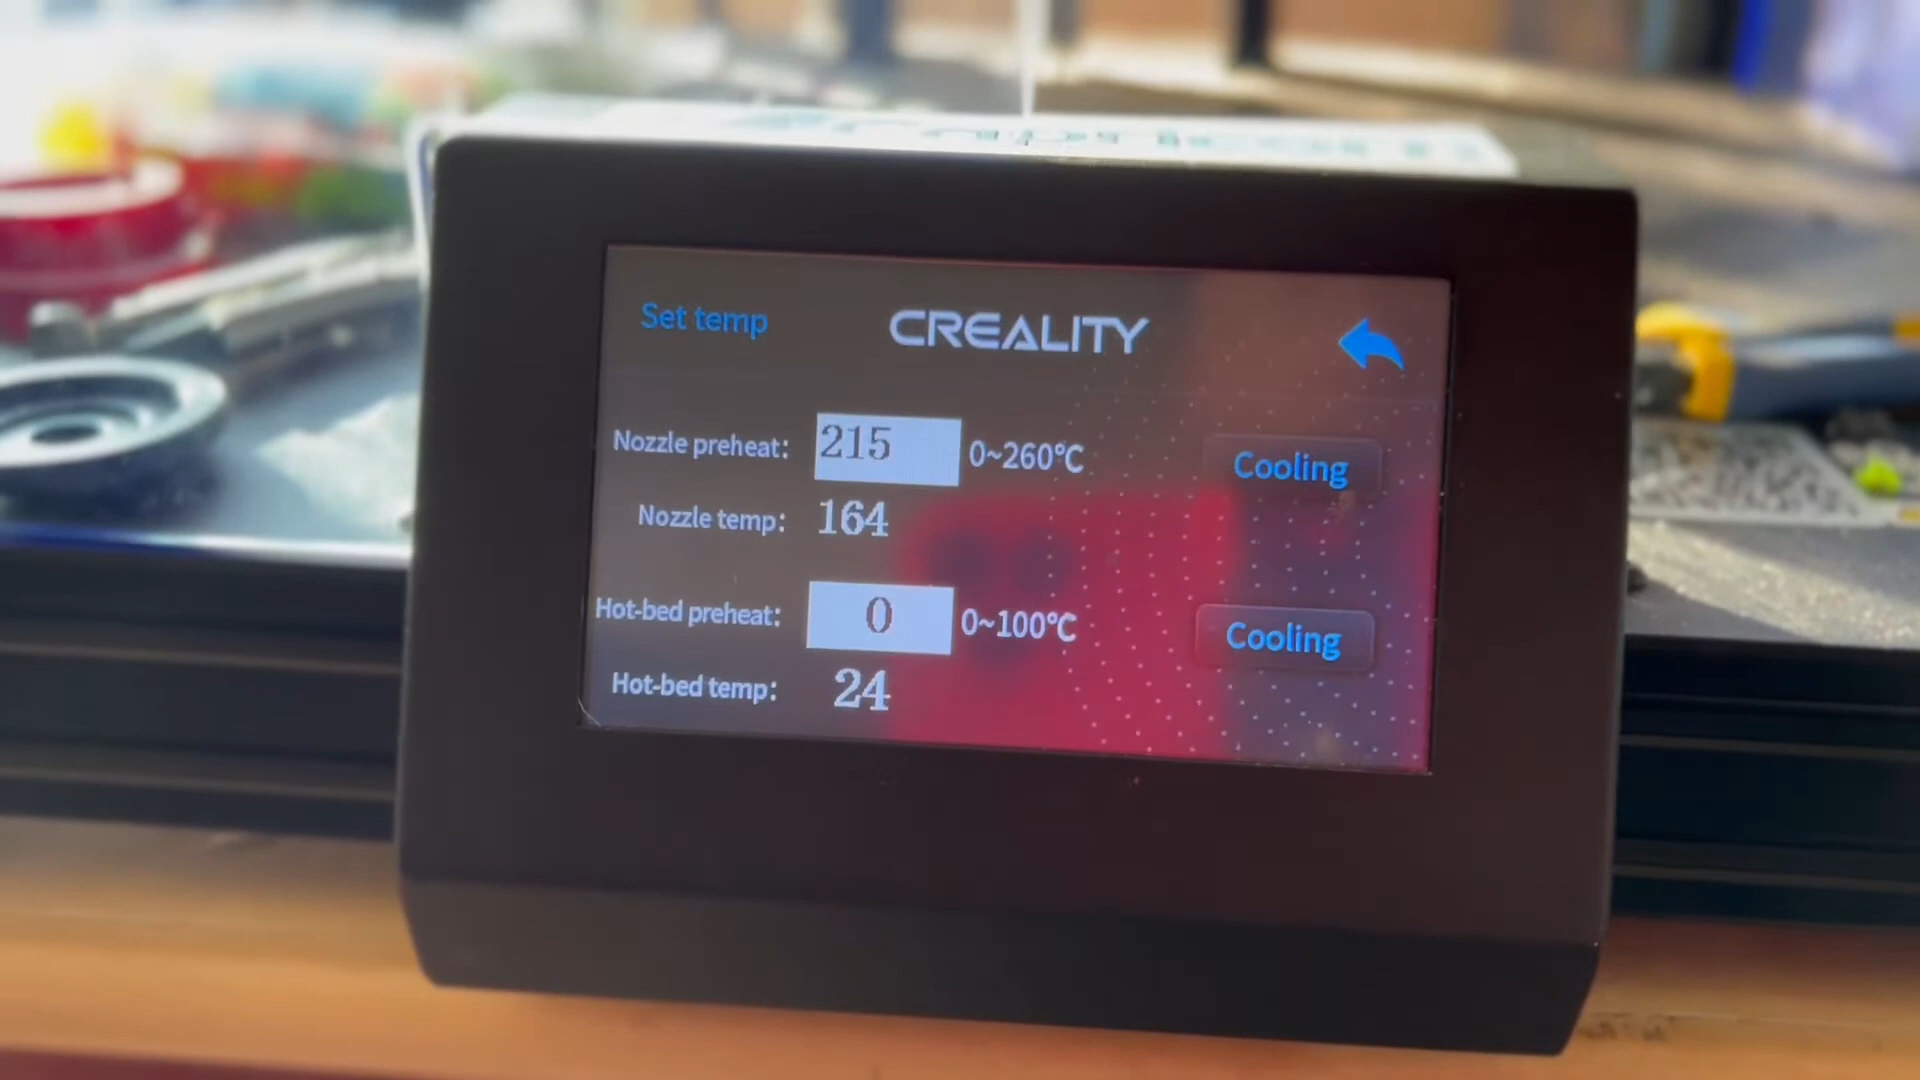 Set temp
CREALITY
Nozzle preheat: 215 0~260℃ Cooling
Nozzle temp: 164
Hot-bed preheat: 0 0~100℃ Cooling
Hot-bed temp: 24